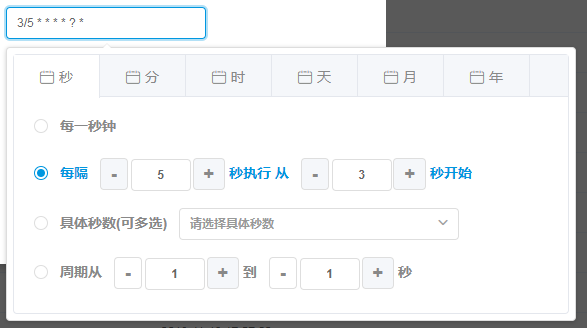 3/5 * * * * ? *
秒 分 时 天 月 年
每一秒钟
每隔 - 5 + 秒执行 从 - 3 + 秒开始
具体秒数(可多选) 请选择具体秒数
周期从 - 1 + 到 - 1 + 秒